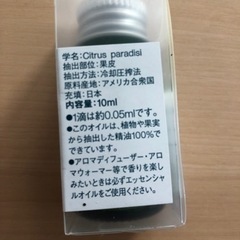 学名:Citrus paradisi
抽出部位:果皮
抽出方法:冷却圧搾法
原料原産地:アメリカ合衆国
充填:日本
内容量:10ml
●1滴は約0.05mlです。
●このオイルは、植物や果実
から抽出された精油100%でで
きています。
●アロマディフューザー・アロ
マウォーマー等で香りを楽し
みたいときは必ずエッセンシャ
ルオイルをご使用ください。